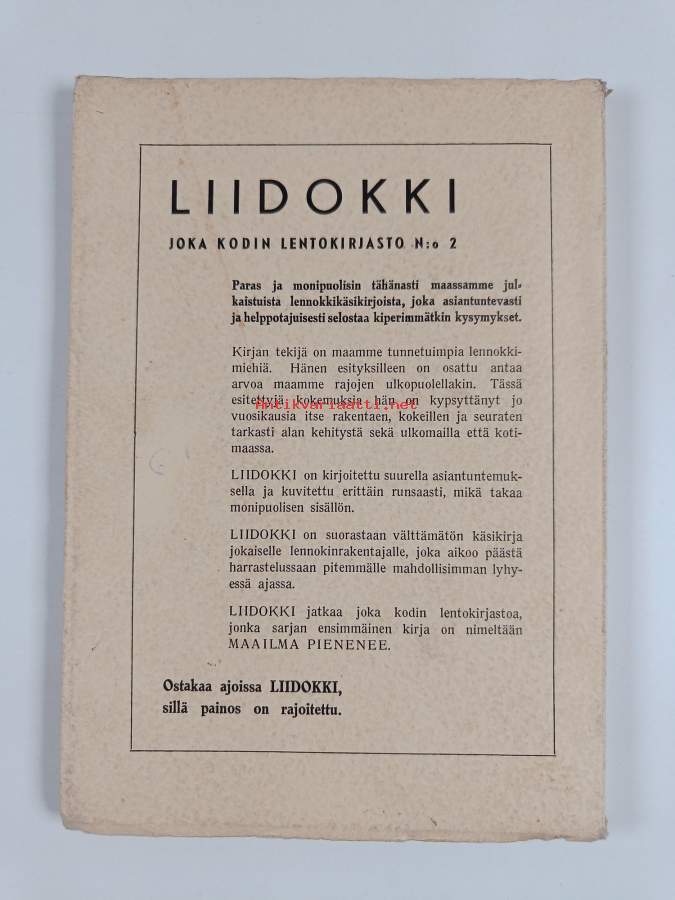 LIIDOKKI
JOKA KODIN LENTOKIRJASTO N:o 2
Paras ja monipuolisin tähänasti maassamme jul-
kaistuista lennokkikäsikirjoista, joka asiantuntevasti
ja helppotajuisesti selostaa kiperimmätkin kysymykset.
Kirjan tekijä on maamme tunnetuimpia lennokki-
miehiä. Hänen esityksilleen on osattu antaa
arvoa maamme rajojen ulkopuolellakin. Tässä
esitettyjä kokemuksia hän on kypsyttänyt jo
Antikvariaatti.net
vuosikausia itse rakentaen, kokeillen ja seuraten
tarkasti alan kehitystä sekä ulkomailla että koti-
maassa.
LIIDOKKI on kirjoitettu suurella asiantuntemuk-
sella ja kuvitettu erittäin runsaasti, mikä takaa
monipuolisen sisällön.
LIIDOKKI on suorastaan välttämätön käsikirja
jokaiselle lennokinrakentajalle, joka aikoo päästä
harrastelussaan pitemmälle mahdollisimman lyhy-
essä ajassa.
LIIDOKKI jatkaa joka kodin lentokirjastoa,
jonka sarjan ensimmäinen kirja on nimeltään
MAAILMA PIENENEE.
Ostakaa ajoissa LIIDOKKI,
sillä painos on rajoitettu.